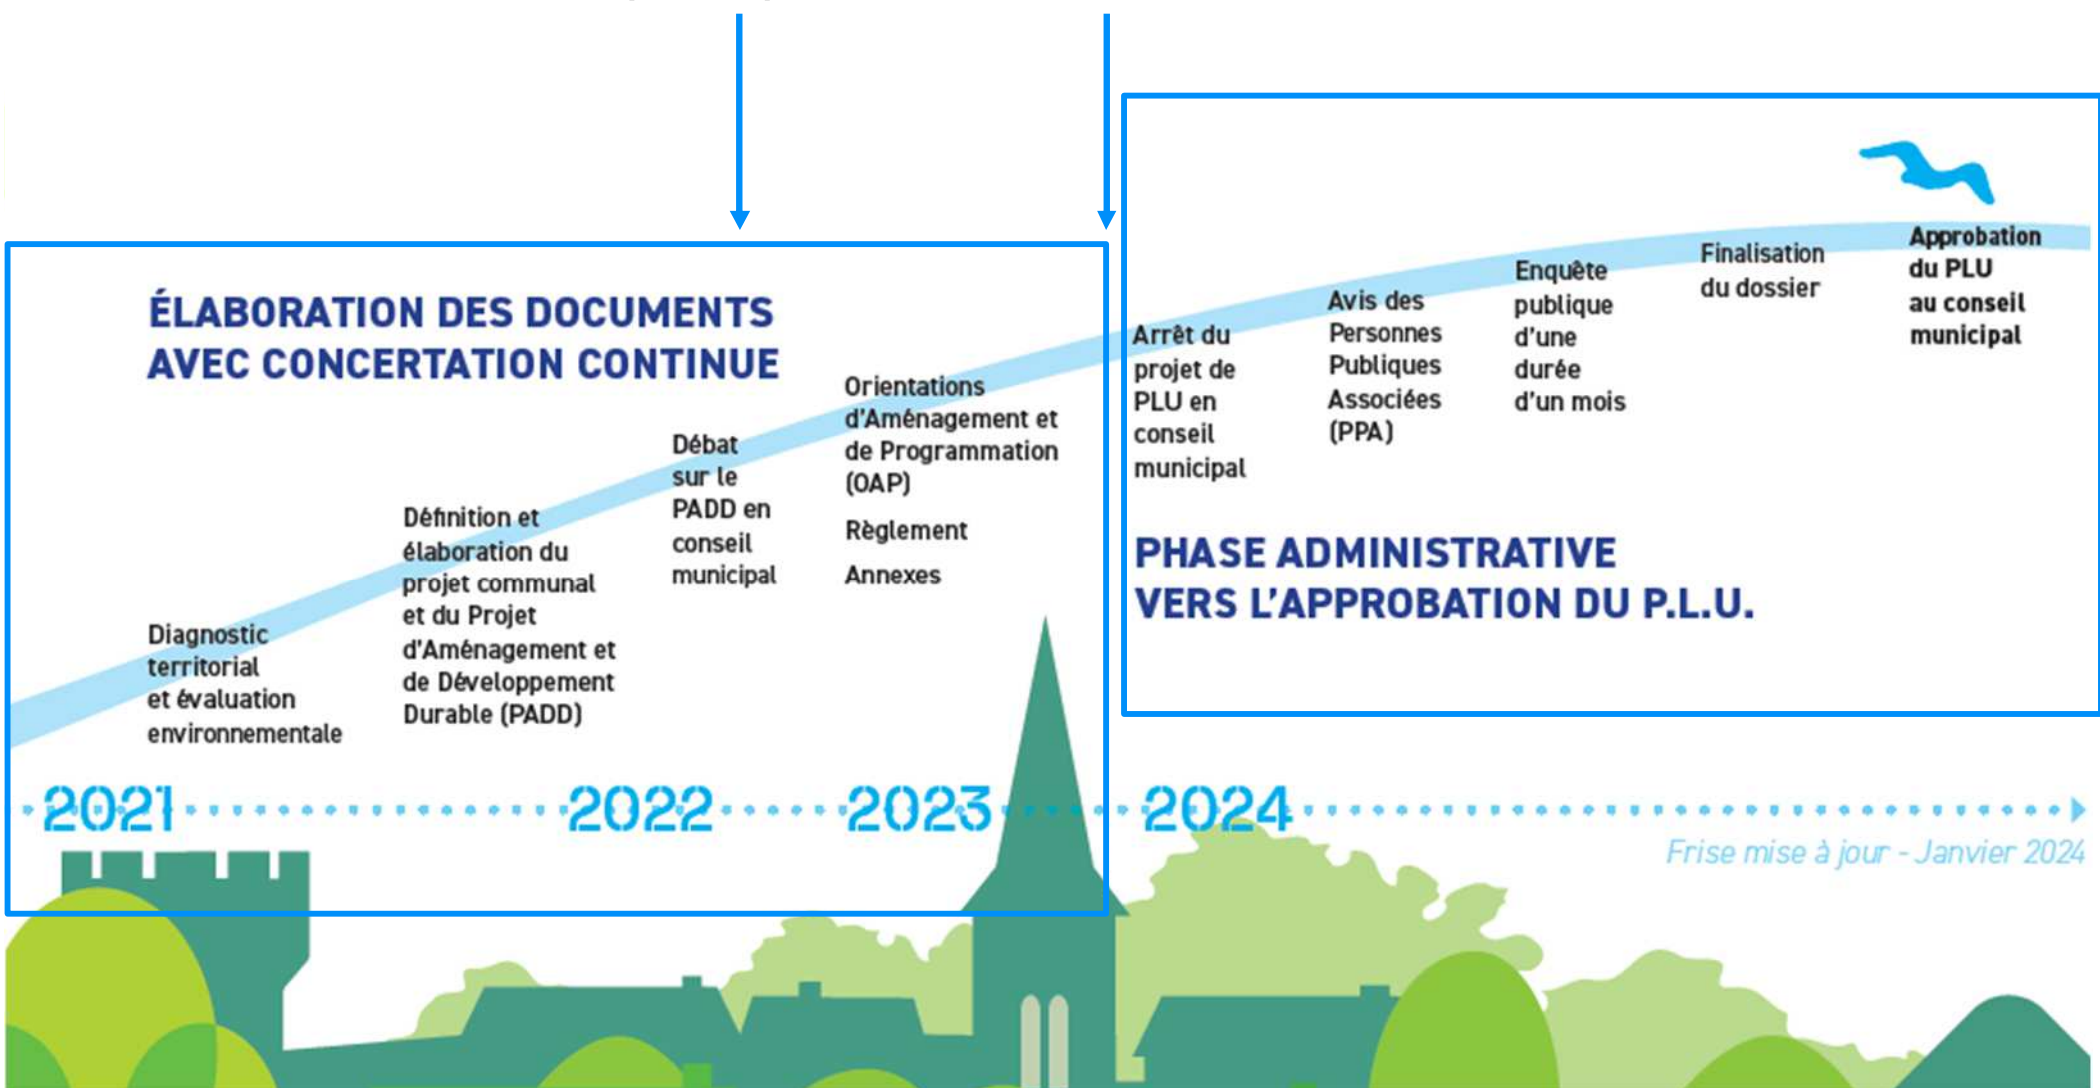 ÉLABORATION DES DOCUMENTS
AVEC CONCERTATION CONTINUE
Diagnostic
territorial
et évaluation
environnementale
Définition et
élaboration du
projet communal
et du Projet
d'Aménagement et
de Développement
Durable (PADD)
Débat
sur le
PADD en
conseil
municipal
Orientations
d'Aménagement et
de Programmation
(OAP)
Règlement
Annexes
Arrêt du
projet de
PLU en
conseil
municipal
Avis des
Personnes
Publiques
Associées
(PPA)
Enquête
publique
d'une
durée
d'un mois
Finalisation
du dossier
Approbation
du PLU
au conseil
municipal
PHASE ADMINISTRATIVE
VERS L'APPROBATION DU P.L.U.
2021 2022 2023 2024
Frise mise à jour - Janvier 2024